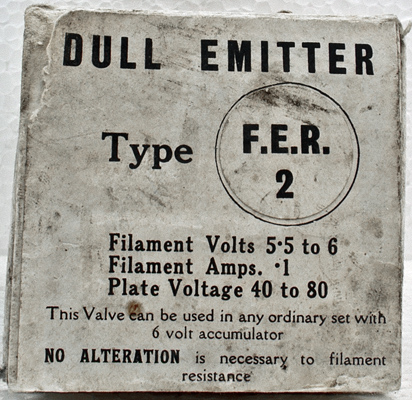 DULL EMITTER
Type F.E.R.
2
Filament Volts 5·5 to 6
Filament Amps. ·1
Plate Voltage 40 to 80
This Valve can be used in any ordinary set with
6 volt accumulator
NO ALTERATION is necessary to filament
resistance